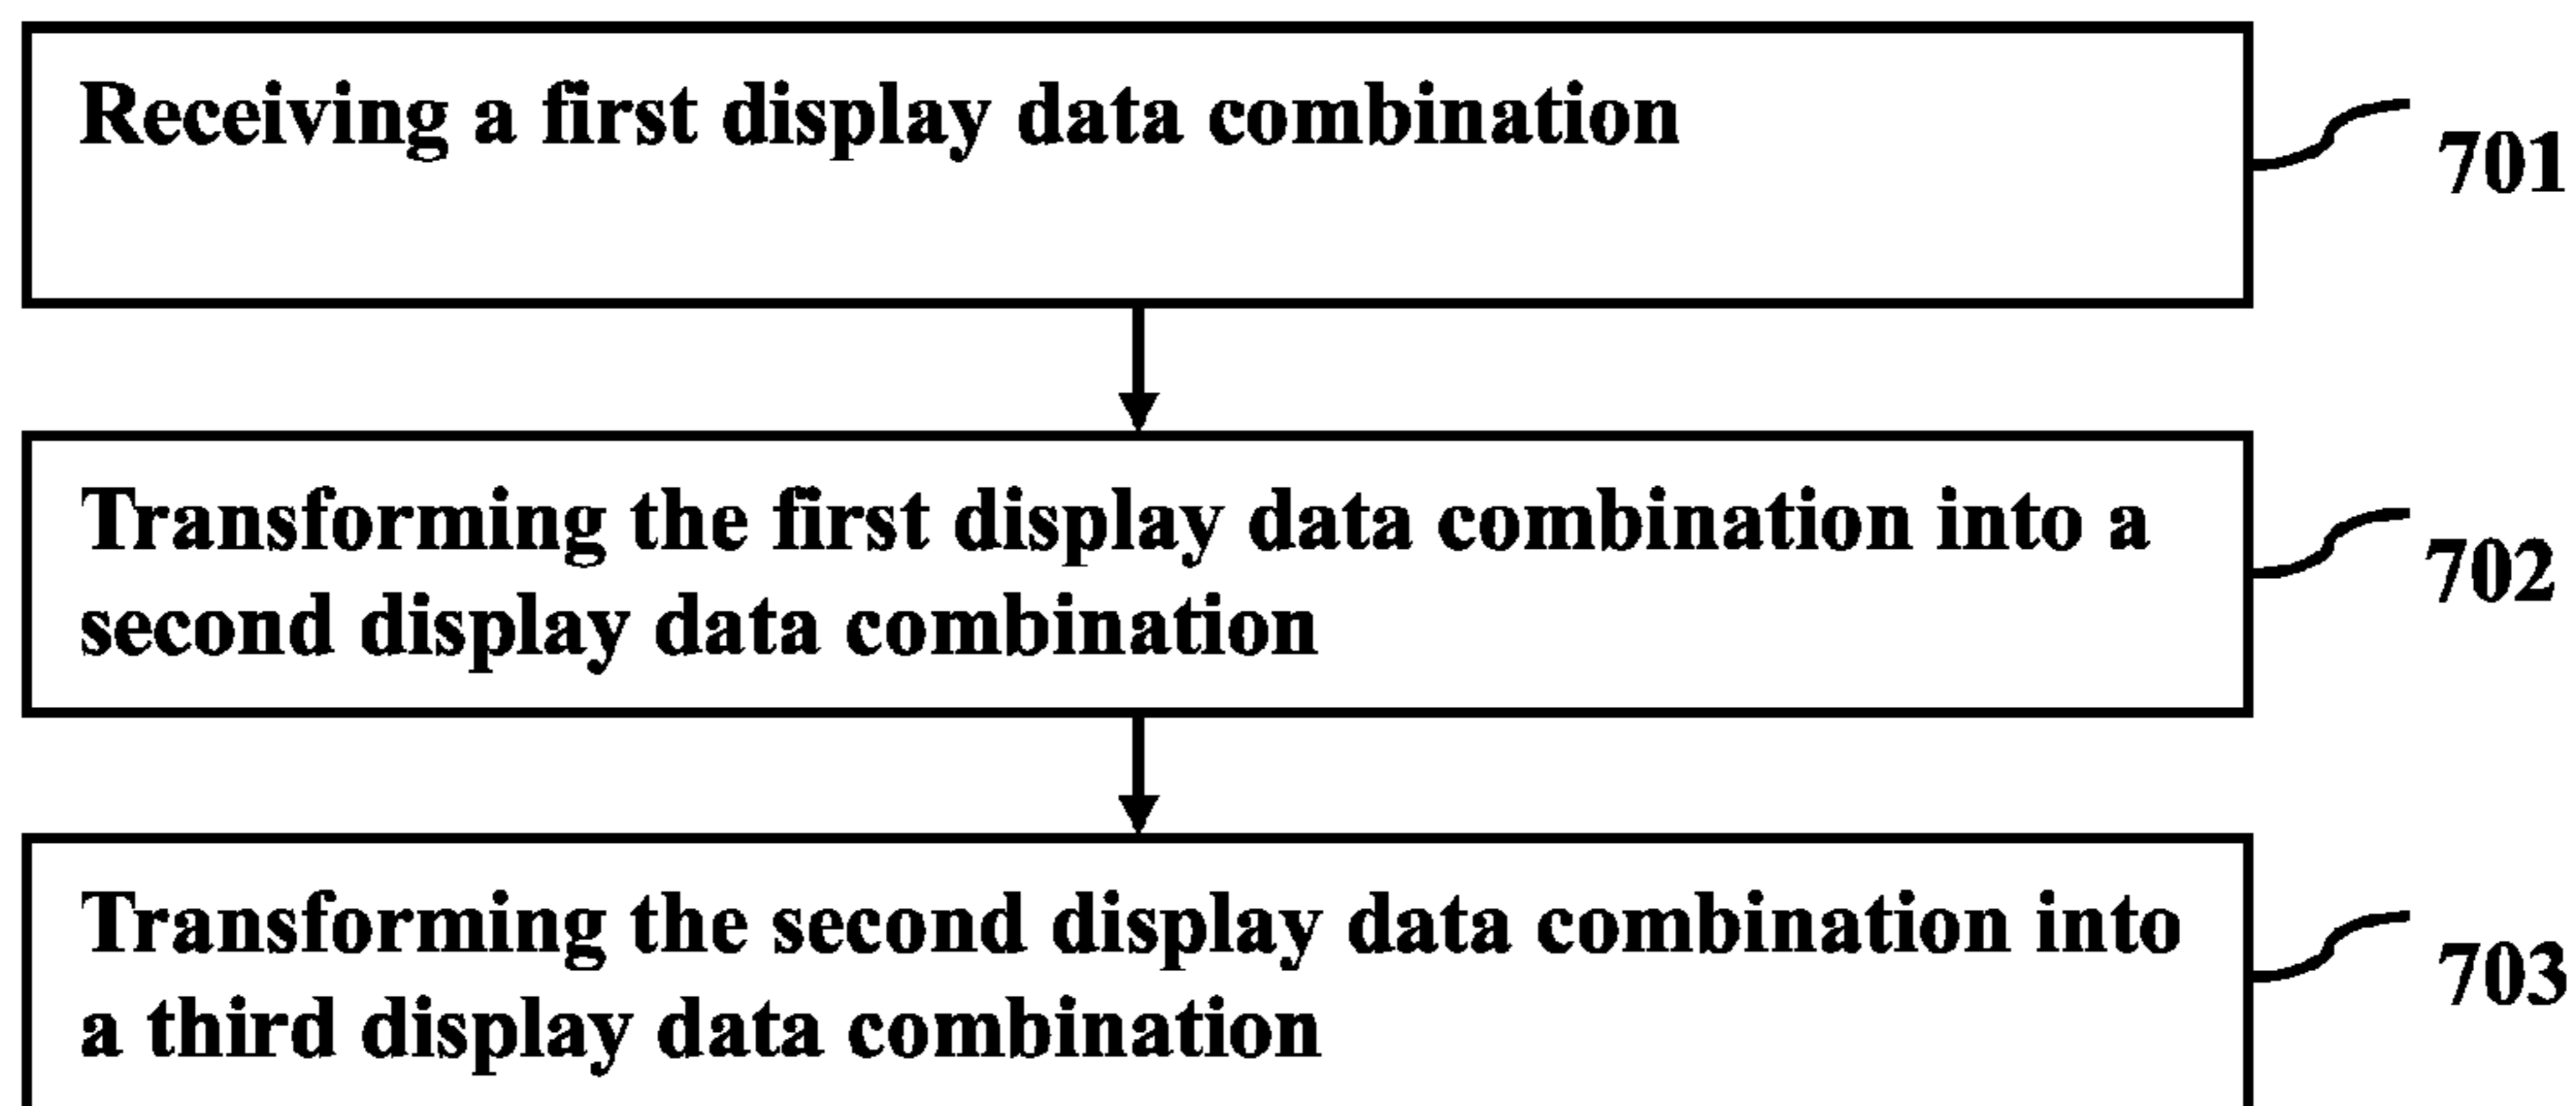 Receiving a first display data combination
701
Transforming the first display data combination into a
second display data combination
702
Transforming the second display data combination into
a third display data combination
703